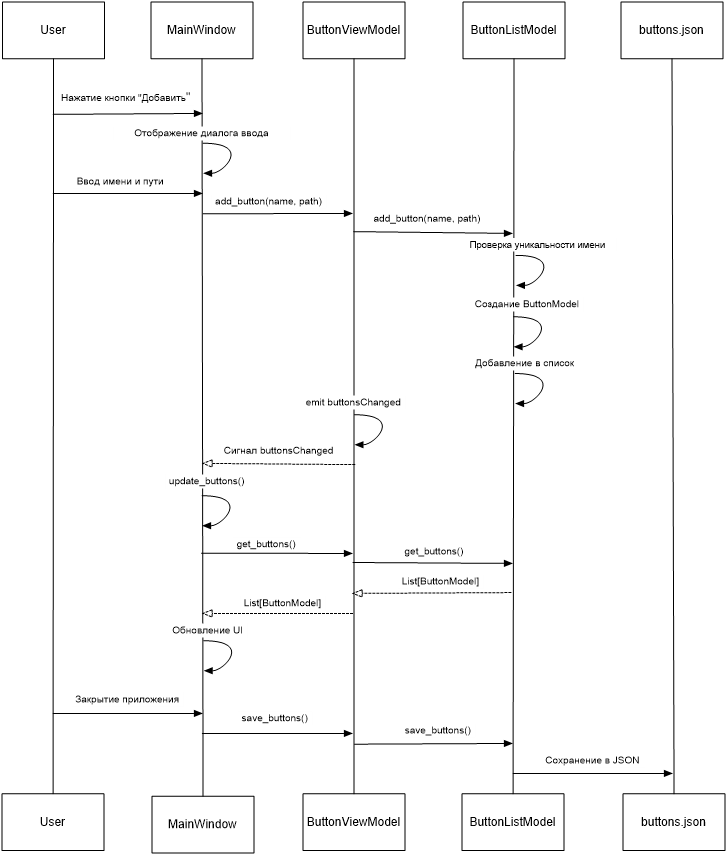 User
MainWindow
ButtonViewModel
ButtonListModel
buttons.json
Нажатие кнопки "Добавить"
Отображение диалога ввода
Ввод имени и пути
add_button(name, path)
add_button(name, path)
Проверка уникальности имени
Создание ButtonModel
Добавление в список
emit buttonsChanged
Сигнал buttonsChanged
update_buttons()
get_buttons()
get_buttons()
List[ButtonModel]
List[ButtonModel]
Обновление UI
Закрытие приложения
save_buttons()
save_buttons()
Сохранение в JSON
User
MainWindow
ButtonViewModel
ButtonListModel
buttons.json